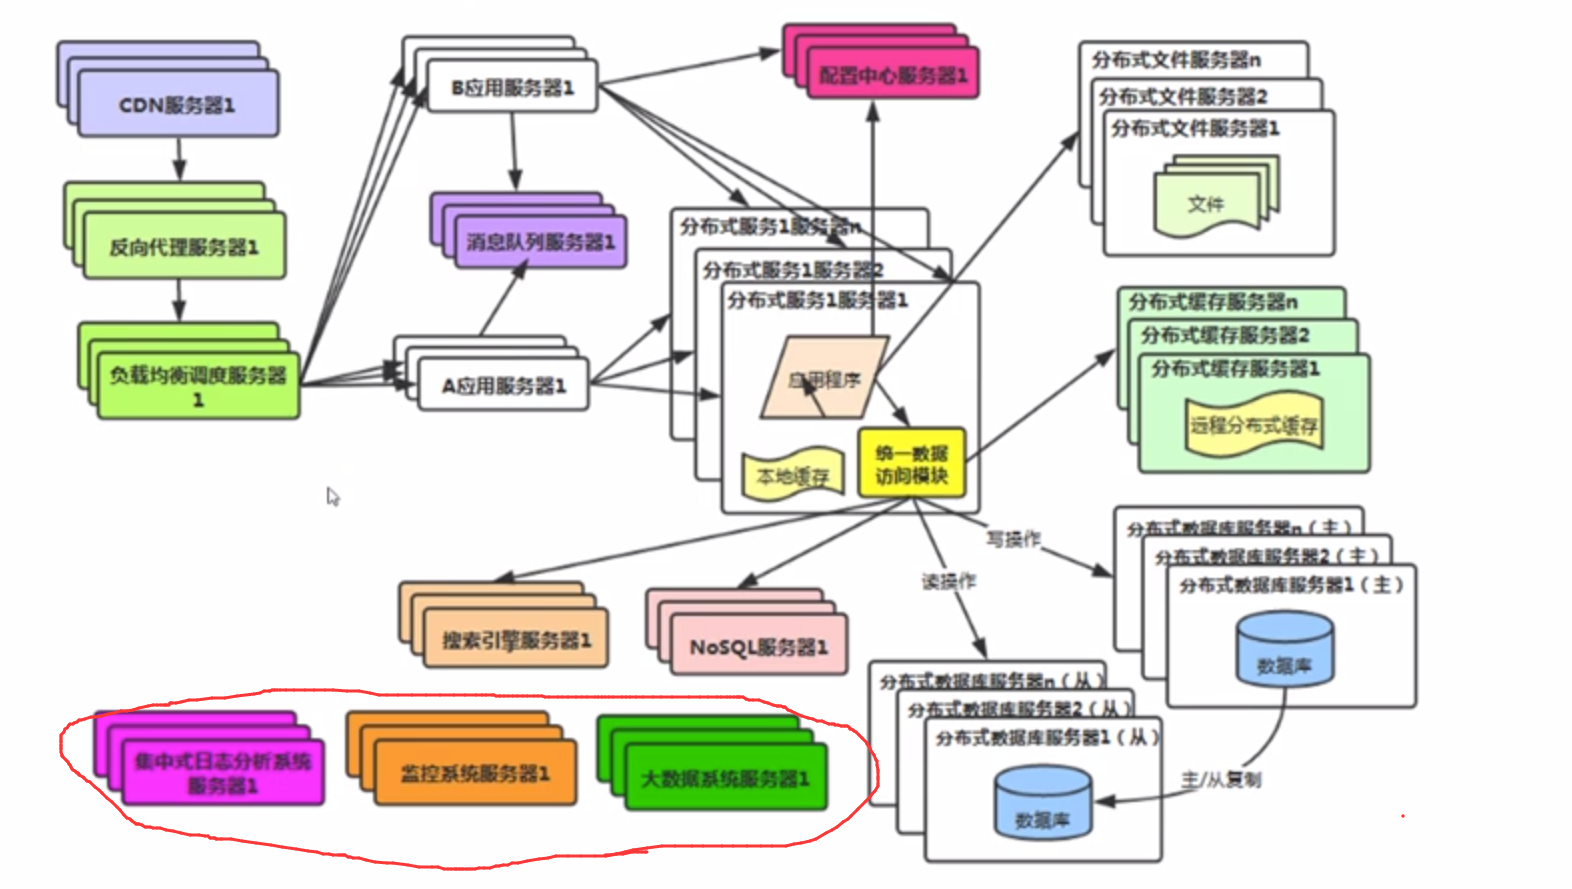 CDN服务器1
反向代理服务器1
负载均衡调度服务器
1
B应用服务器1
消息队列服务器1
A应用服务器1
配置中心服务器1
分布式服务1服务器n
分布式服务1服务器2
分布式服务1服务器1
应用程序
本地缓存
统一数据
访问模块
分布式文件服务器n
分布式文件服务器2
分布式文件服务器1
文件
分布式缓存服务器n
分布式缓存服务器2
分布式缓存服务器1
远程分布式缓存
写操作
读操作
分布式数据库服务器n（主）
分布式数据库服务器2（主）
分布式数据库服务器1（主）
数据库
搜索引擎服务器1
NoSQL服务器1
分布式数据库服务器n（从）
分布式数据库服务器2（从）
分布式数据库服务器1（从）
数据库
主/从复制
集中式日志分析系统
服务器1
监控系统服务器1
大数据系统服务器1